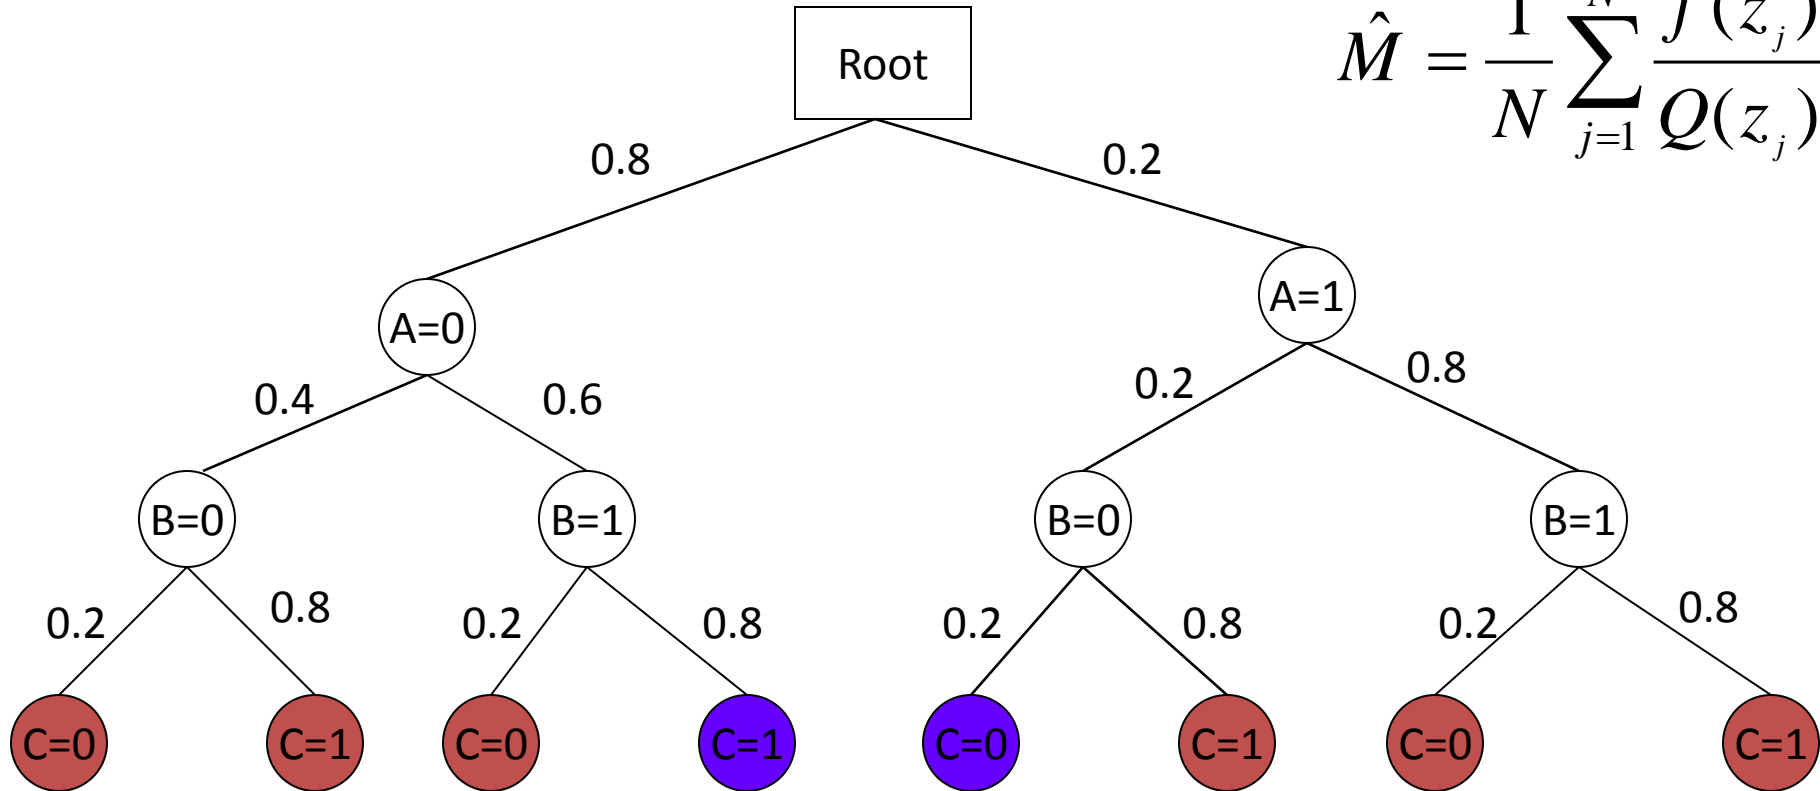 Root
M̂ = 1/N ∑ j=1 N f(z_j)/Q(z_j)
0.8 0.2
A=0 A=1
0.4 0.6 0.2 0.8
B=0 B=1 B=0 B=1
0.2 0.8 0.2 0.8 0.2 0.8 0.2 0.8
C=0 C=1 C=0 C=1 C=0 C=1 C=0 C=1